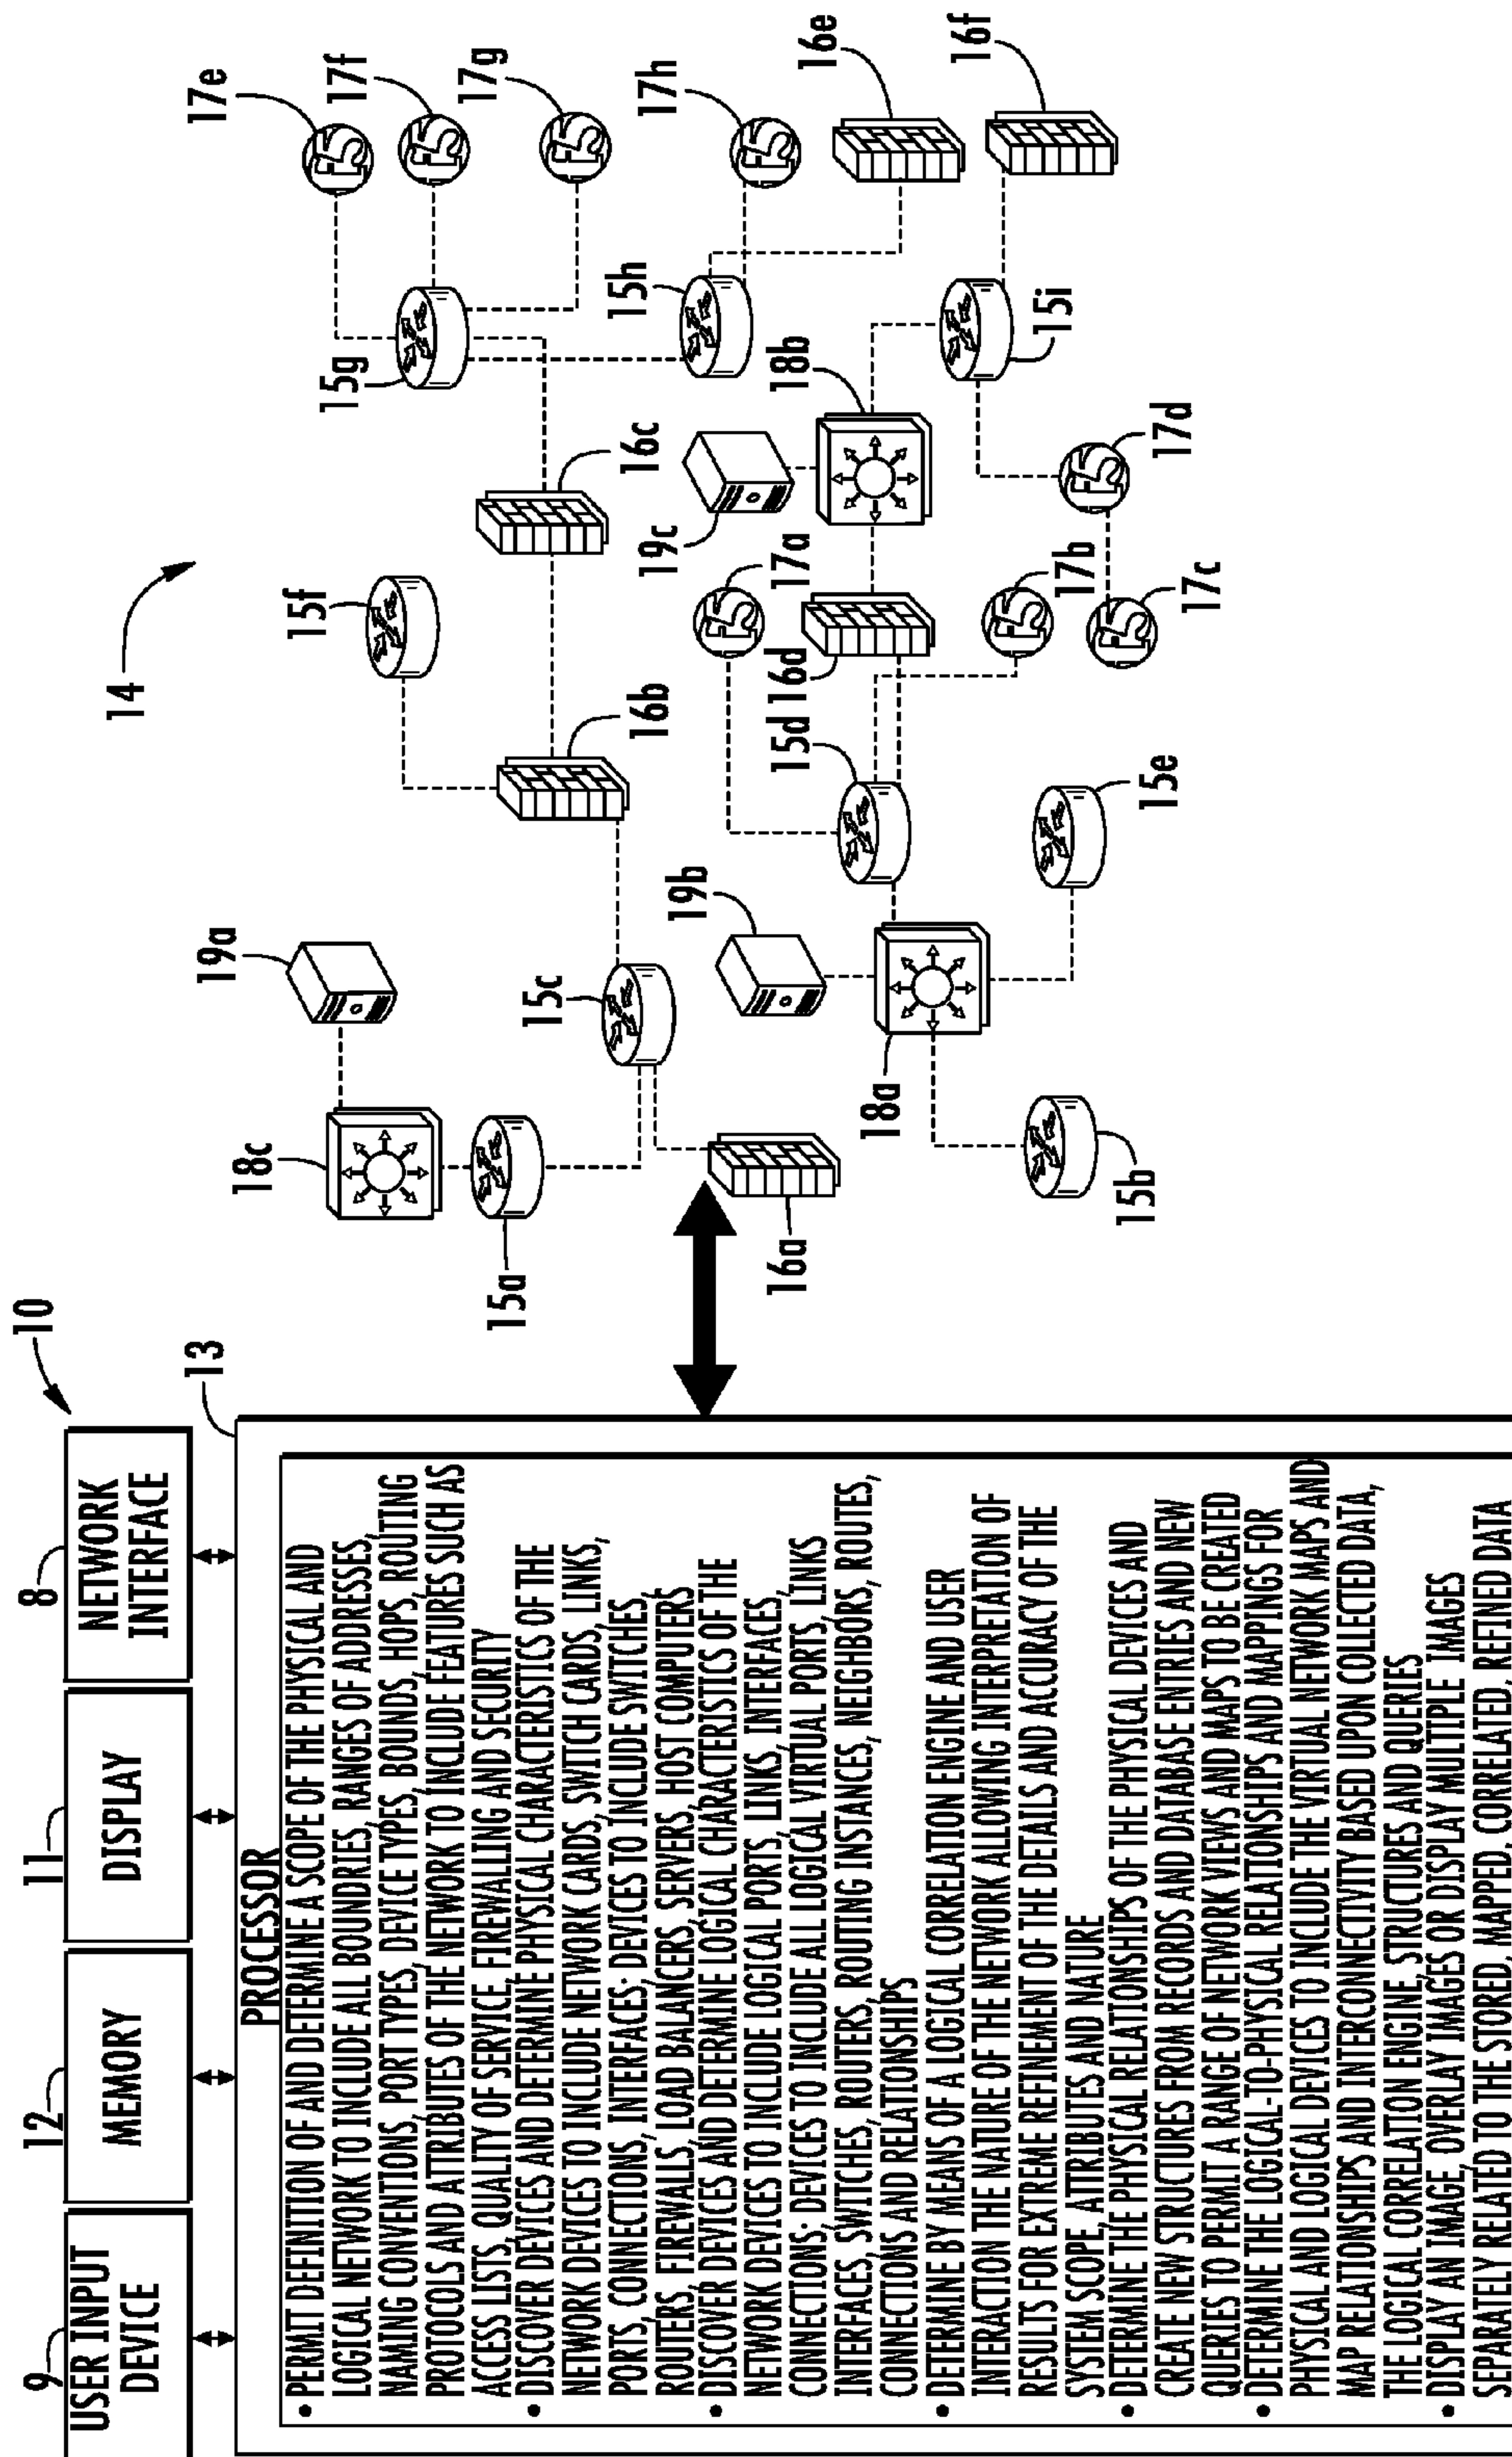 10
9
USER INPUT
DEVICE
12
MEMORY
11
DISPLAY
8
NETWORK
INTERFACE
13
PROCESSOR
• PERMIT DEFINITION OF AND DETERMINE A SCOPE OF THE PHYSICAL AND
LOGICAL NETWORK TO INCLUDE ALL BOUNDRIES, RANGES OF ADDRESSES,
NAMING CONVENTIONS, PORT TYPES, DEVICE TYPES, BOUNDS, HOPS, ROUTING
PROTOCOLS AND ATTRIBUTES OF THE NETWORK TO INCLUDE FEATURES SUCH AS
ACCESS LISTS, QUALITY OF SERVICE, FIREWALLING AND SECURITY
• DISCOVER DEVICES AND DETERMINE PHYSICAL CHARACTERISTICS OF THE
NETWORK DEVICES TO INCLUDE NETWORK CARDS, SWITCH CARDS, LINKS,
PORTS, CONNECTIONS, INTERFACES; DEVICES TO INCLUDE SWITCHES,
ROUTERS, FIREWALLS, LOAD BALANCERS, SERVERS, HOST COMPUTERS
• DISCOVER DEVICES AND DETERMINE LOGICAL CHARACTERISTICS OF THE
NETWORK DEVICES TO INCLUDE LOGICAL PORTS, LINKS, INTERFACES,
CONNECTIONS; DEVICES TO INCLUDE ALL LOGICAL VIRTUAL PORTS, LINKS
INTERFACES, SWITCHES, ROUTERS, ROUTING INSTANCES, NEIGHBORS, ROUTES,
CONNECTIONS AND RELATIONSHIPS
• DETERMINE BY MEANS OF A LOGICAL CORRELATION ENGINE AND USER
INTERACTION THE NATURE OF THE NETWORK ALLOWING INTERPRETATION OF
RESULTS FOR EXTREME REFINEMENT OF THE DETAILS AND ACCURACY OF THE
SYSTEM SCOPE, ATTRIBUTES AND NATURE
• DETERMINE THE PHYSICAL RELATIONSHIPS OF THE PHYSICAL DEVICES AND
CREATE NEW STRUCTURES FROM RECORDS AND DATABASE ENTRIES AND NEW
QUERIES TO PERMIT A RANGE OF NETWORK VIEWS AND MAPS TO BE CREATED
• DETERMINE THE LOGICAL-TO-PHYSICAL RELATIONSHIPS AND MAPPINGS FOR
PHYSICAL AND LOGICAL DEVICES TO INCLUDE THE VIRTUAL NETWORK MAPS AND
MAP RELATIONSHIPS AND INTERCONNECTIVITY BASED UPON COLLECTED DATA,
THE LOGICAL CORRELATION ENGINE, STRUCTURES AND QUERIES
• DISPLAY AN IMAGE, OVERLAY IMAGES OR DISPLAY MULTIPLE IMAGES
SEPARATELY RELATED TO THE STORED, MAPPED, CORRELATED, REFINED DATA
14
18c
19a
15a
15c
16a
15f
16b
16c
15g
17e
F5
17f
F5
17g
F5
15h
17h
F5
16e
16f
15i
18b
19c
17a
F5
16d
15d
17b
F5
17c
F5
17d
F5
15e
19b
18a
15b